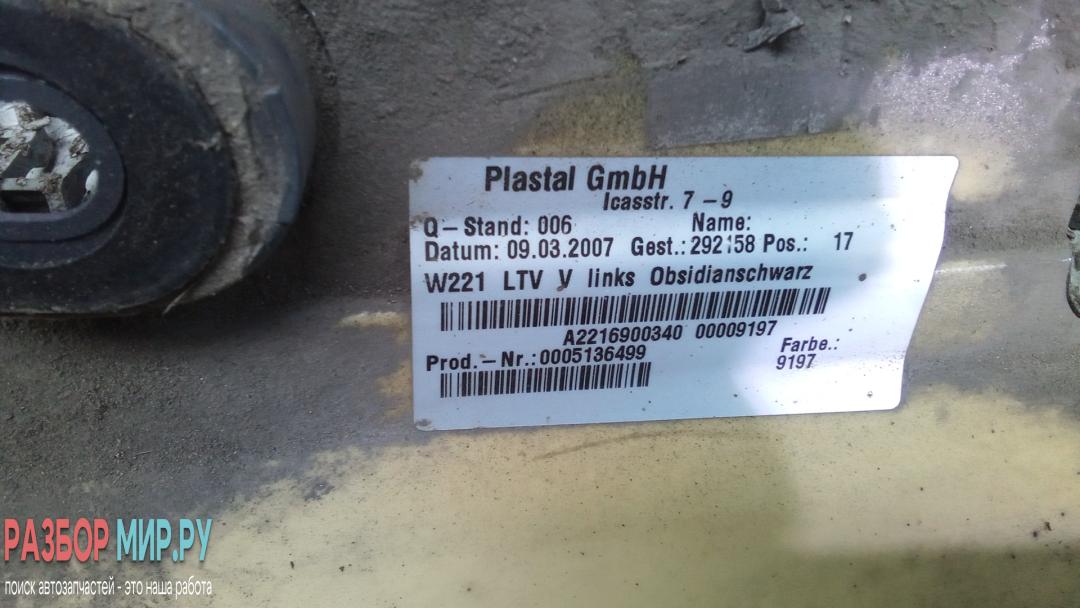 Plastal GmbH
Icasstr. 7-9
Q-Stand: 006 Name:
Datum: 09.03.2007 Gest.: 292158 Pos.: 17
W221 LTV V links Obsidianschwarz
A2216900340 00009197
Prod.-Nr.:0005136499 Farbe.:
9197
РАЗБОР МИР.РУ
поиск автозапчастей - это наша работа